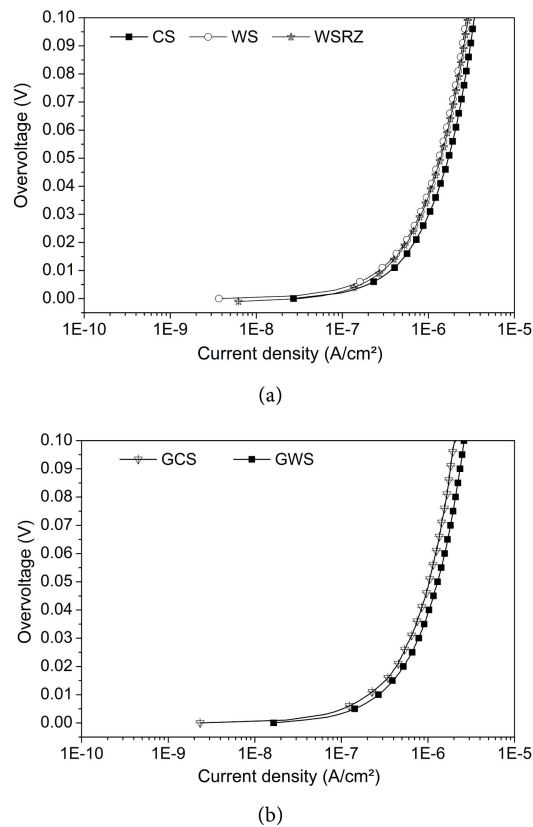 CS WS WSRZ
0.10
0.09
0.08
0.07
0.06
0.05
0.04
0.03
0.02
0.01
0.00
Overvoltage (V)
1E-10 1E-9 1E-8 1E-7 1E-6 1E-5
Current density (A/cm²)
(a)
GCS GWS
0.10
0.09
0.08
0.07
0.06
0.05
0.04
0.03
0.02
0.01
0.00
Overvoltage (V)
1E-10 1E-9 1E-8 1E-7 1E-6 1E-5
Current density (A/cm²)
(b)